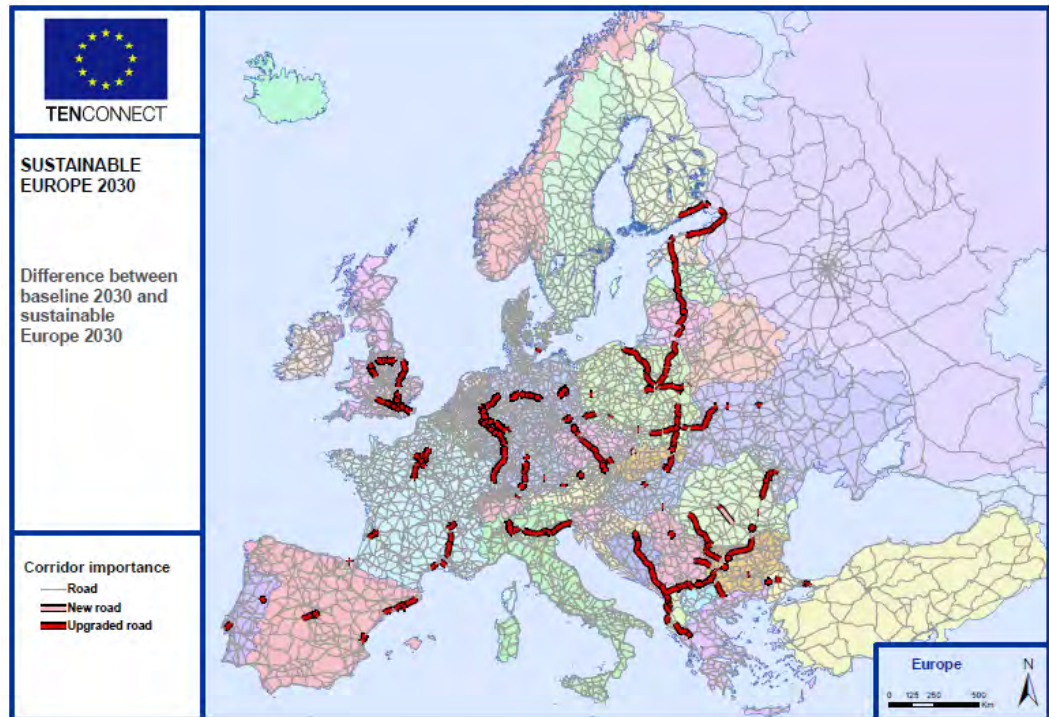 TENCONNECT
SUSTAINABLE
EUROPE 2030
Difference between
baseline 2030 and
sustainable
Europe 2030
Corridor importance
Road
New road
Upgraded road
Europe
N
0 125 250 500
Km